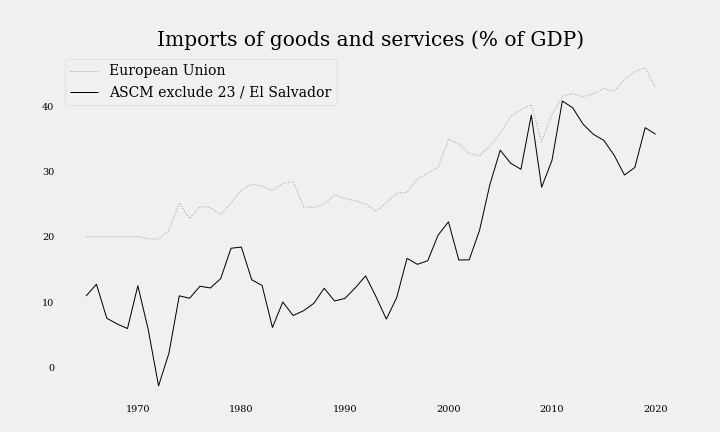 Imports of goods and services (% of GDP)
European Union
ASCM exclude 23 / El Salvador
40
30
20
10
0
1970 1980 1990 2000 2010 2020